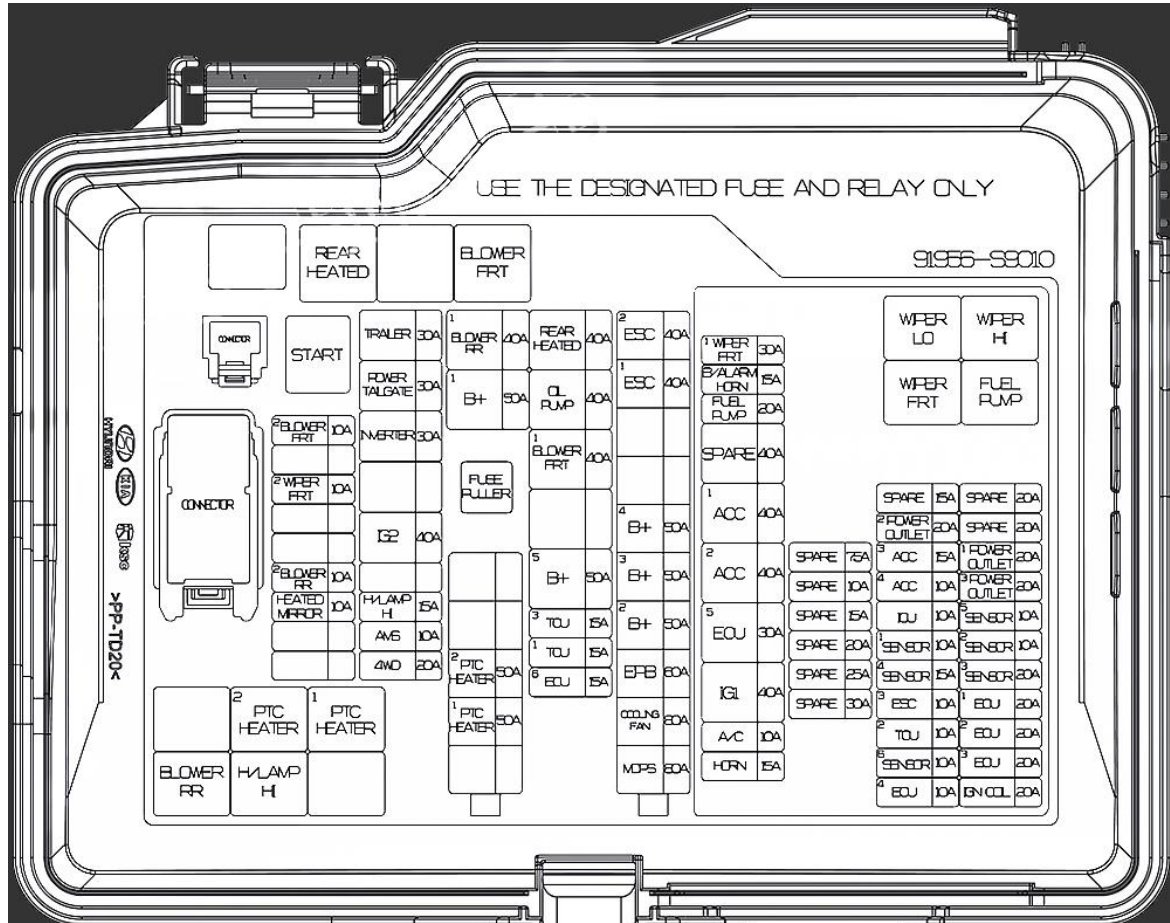 USE THE DESIGNATED FUSE AND RELAY ONLY
91955-S9010
REAR
HEATED
BLOWER
FRT
CONNECTOR
START
CONNECTOR
HYUNDAI
KIA
>PP-TD20<
2 BLOWER
FRT 10A
2 WIPER
FRT 10A
2 BLOWER
RR 10A
HEATED
MIRROR 10A
TRAILER 30A
POWER
TAILGATE 30A
INVERTER 30A
IG2 40A
H/LAMP
HI 15A
AMS 10A
4WD 20A
1 BLOWER
RR 40A
1 B+ 50A
FUSE
PULLER
2 PTC
HEATER 50A
1 PTC
HEATER 50A
REAR
HEATED 40A
OIL
PUMP 40A
1 BLOWER
FRT 40A
5 B+ 50A
3 TCU 15A
1 TCU 15A
6 ECU 15A
2 ESC 40A
1 ESC 40A
4 B+ 50A
3 B+ 50A
2 B+ 50A
EPB 60A
COOLING
FAN 80A
MDPS 80A
2 PTC
HEATER
1 PTC
HEATER
BLOWER
RR
H/LAMP
HI
1 WIPER
FRT 30A
B/ALARM
HORN 15A
FUEL
PUMP 20A
SPARE 40A
1 ACC 40A
2 ACC 40A
5 ECU 30A
IG1 40A
A/C 10A
HORN 15A
WIPER
LO
WIPER
HI
WIPER
FRT
FUEL
PUMP
SPARE 7.5A
SPARE 10A
SPARE 15A
SPARE 20A
SPARE 25A
SPARE 30A
SPARE 15A
2 POWER
OUTLET 20A
3 ACC 15A
4 ACC 10A
ICU 10A
1 SENSOR 10A
4 SENSOR 15A
3 ESC 10A
2 TCU 10A
6 SENSOR 10A
4 ECU 10A
SPARE 20A
SPARE 20A
1 POWER
OUTLET 20A
3 POWER
OUTLET 20A
5 SENSOR 10A
2 SENSOR 10A
3 SENSOR 20A
1 ECU 20A
2 ECU 20A
3 ECU 20A
IGN COIL 20A